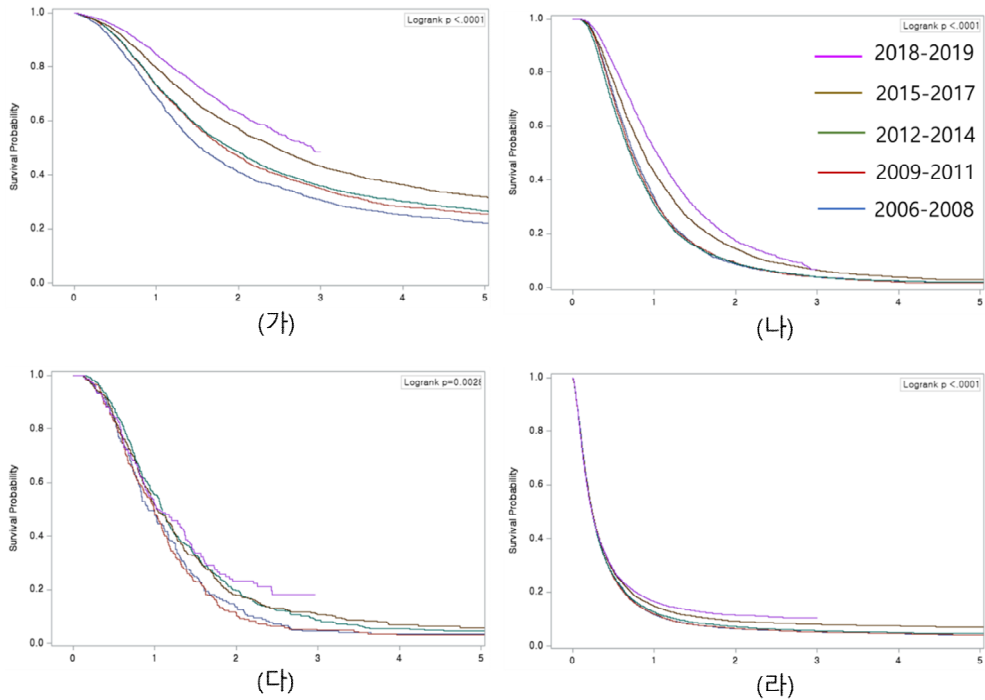 Logrank p <.0001
Survival Probability
1.0
0.8
0.6
0.4
0.2
0.0
0 1 2 3 4 5
(가)
Logrank p <.0001
Survival Probability
1.0
0.8
0.6
0.4
0.2
0.0
0 1 2 3 4 5
2018-2019
2015-2017
2012-2014
2009-2011
2006-2008
(나)
Logrank p=0.0028
Survival Probability
1.0
0.8
0.6
0.4
0.2
0.0
0 1 2 3 4 5
(다)
Logrank p <.0001
Survival Probability
1.0
0.8
0.6
0.4
0.2
0.0
0 1 2 3 4 5
(라)